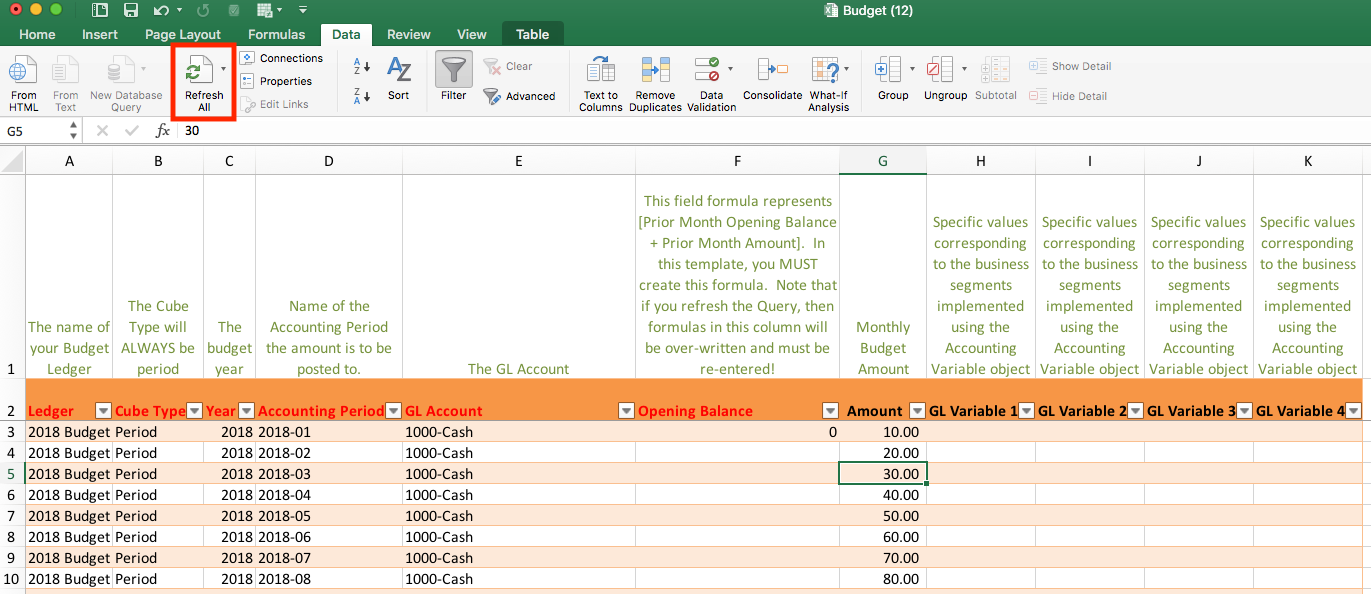 Budget (12)
Home Insert Page Layout Formulas Data Review View Table
From HTML
From Text
New Database Query
Refresh All
Connections
Properties
Edit Links
A Z
Z A
A Z
Sort
Filter
Clear
Advanced
Text to Columns
Remove Duplicates
Data Validation
Consolidate
What-If Analysis
Group
Ungroup
Subtotal
Show Detail
Hide Detail
G5 fx 30
A B C D E F G H I J K
1
The name of
your Budget
Ledger
The Cube
Type will
ALWAYS be
period
The
budget
year
Name of the
Accounting Period
the amount is to be
posted to.
The GL Account
This field formula represents
[Prior Month Opening Balance
+ Prior Month Amount]. In
this template, you MUST
create this formula. Note that
if you refresh the Query, then
formulas in this column will
be over-written and must be
re-entered!
Monthly
Budget
Amount
Specific values
corresponding
to the business
segments
implemented
using the
Accounting
Variable object
Specific values
corresponding
to the business
segments
implemented
using the
Accounting
Variable object
Specific values
corresponding
to the business
segments
implemented
using the
Accounting
Variable object
Specific values
corresponding
to the business
segments
implemented
using the
Accounting
Variable object
2 Ledger Cube Type Year Accounting Period GL Account Opening Balance Amount GL Variable 1 GL Variable 2 GL Variable 3 GL Variable 4
3 2018 Budget Period 2018 2018-01 1000-Cash 0 10.00
4 2018 Budget Period 2018 2018-02 1000-Cash 20.00
5 2018 Budget Period 2018 2018-03 1000-Cash 30.00
6 2018 Budget Period 2018 2018-04 1000-Cash 40.00
7 2018 Budget Period 2018 2018-05 1000-Cash 50.00
8 2018 Budget Period 2018 2018-06 1000-Cash 60.00
9 2018 Budget Period 2018 2018-07 1000-Cash 70.00
10 2018 Budget Period 2018 2018-08 1000-Cash 80.00